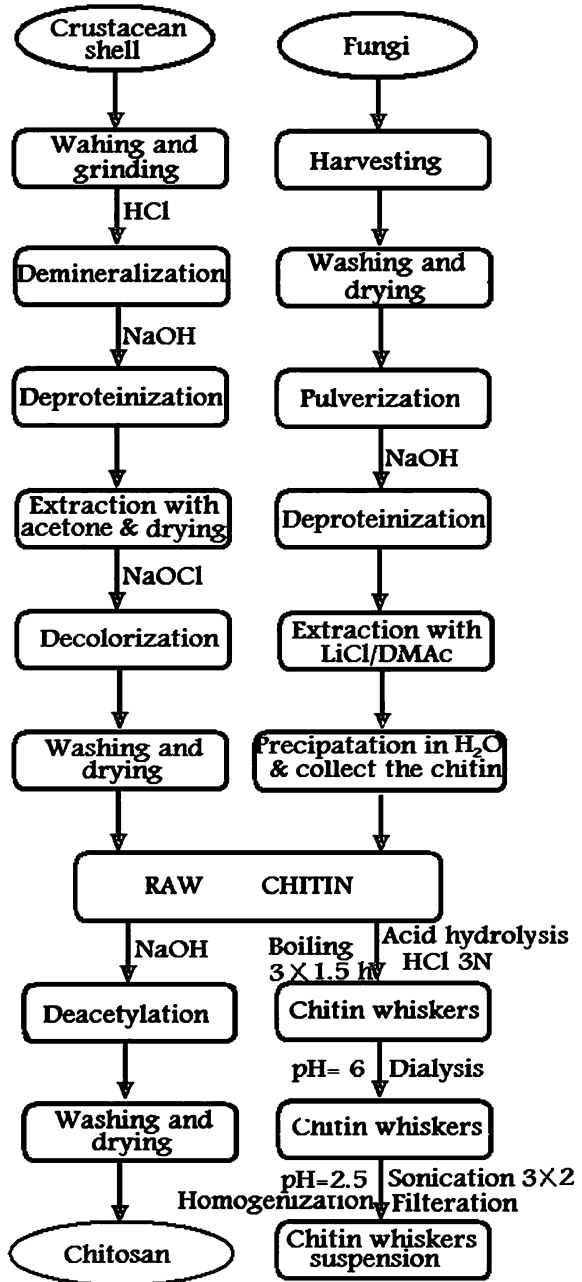 Crustacean
shell
Wahing and
grinding
HCl
Demineralization
NaOH
Deproteinization
Extraction with
acetone & drying
NaOCl
Decolorization
Washing and
drying
Fungi
Harvesting
Washing and
drying
Pulverization
NaOH
Deproteinization
Extraction with
LiCl/DMAc
Precipatation in H₂O
& collect the chitin
RAW CHITIN
NaOH
Deacetylation
Washing and
drying
Chitosan
Boiling
3×1.5 h
Acid hydrolysis
HCl 3N
Chitin whiskers
pH= 6 Dialysis
Chitin whiskers
pH=2.5 Sonication 3×2
Homogenization Filteration
Chitin whiskers
suspension